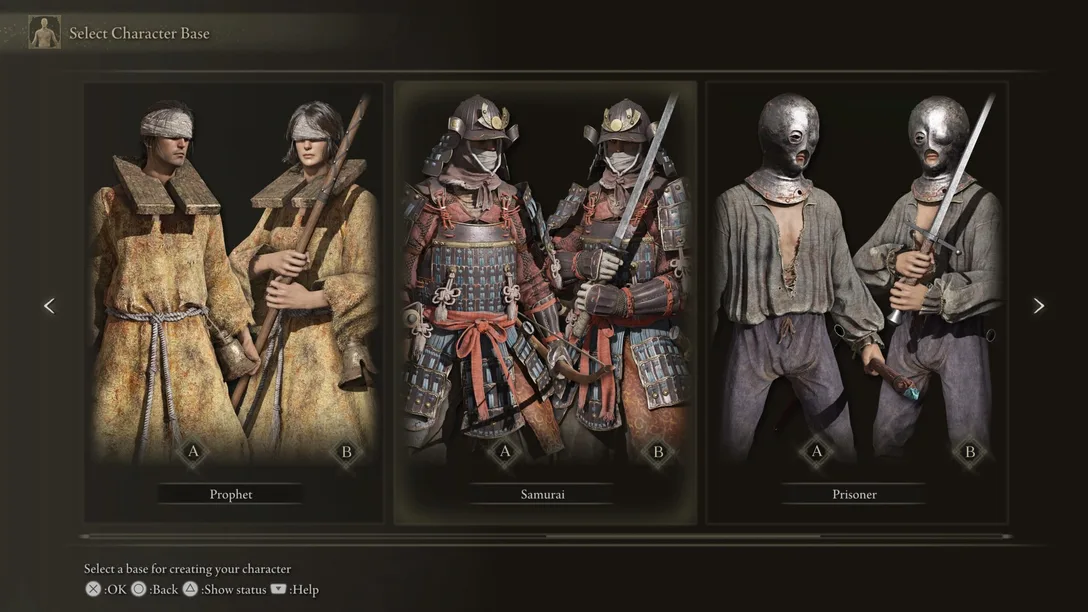 Select Character Base
A B
Prophet
A B
Samurai
A B
Prisoner
Select a base for creating your character
:OK :Back :Show status :Help